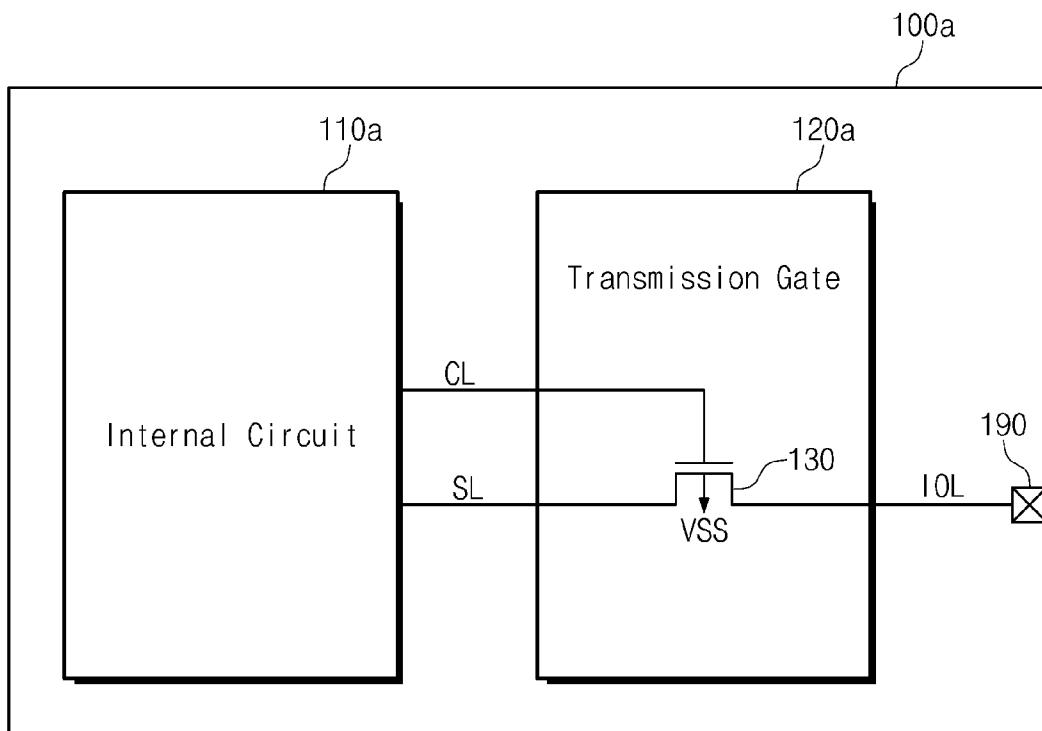 100a
110a
120a
Transmission Gate
CL
Internal Circuit
SL
130
VSS
IOL
190